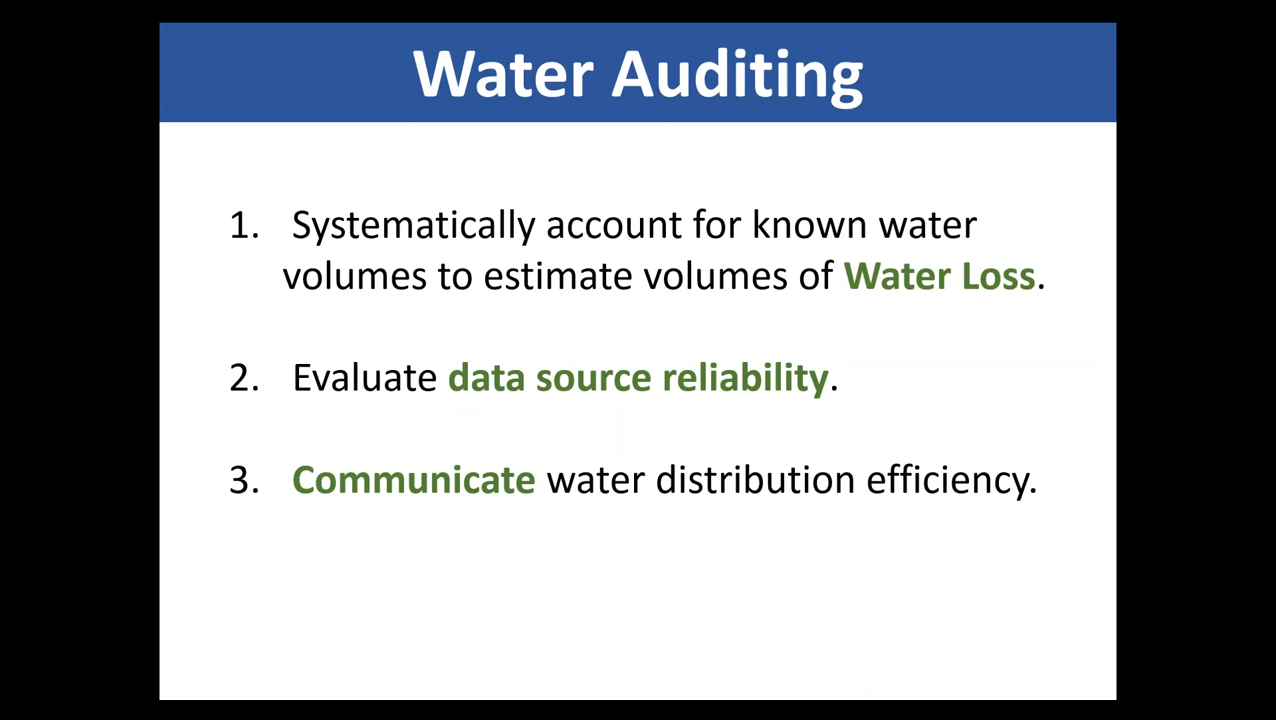 Water Auditing
1. Systematically account for known water
volumes to estimate volumes of Water Loss.
2. Evaluate data source reliability.
3. Communicate water distribution efficiency.